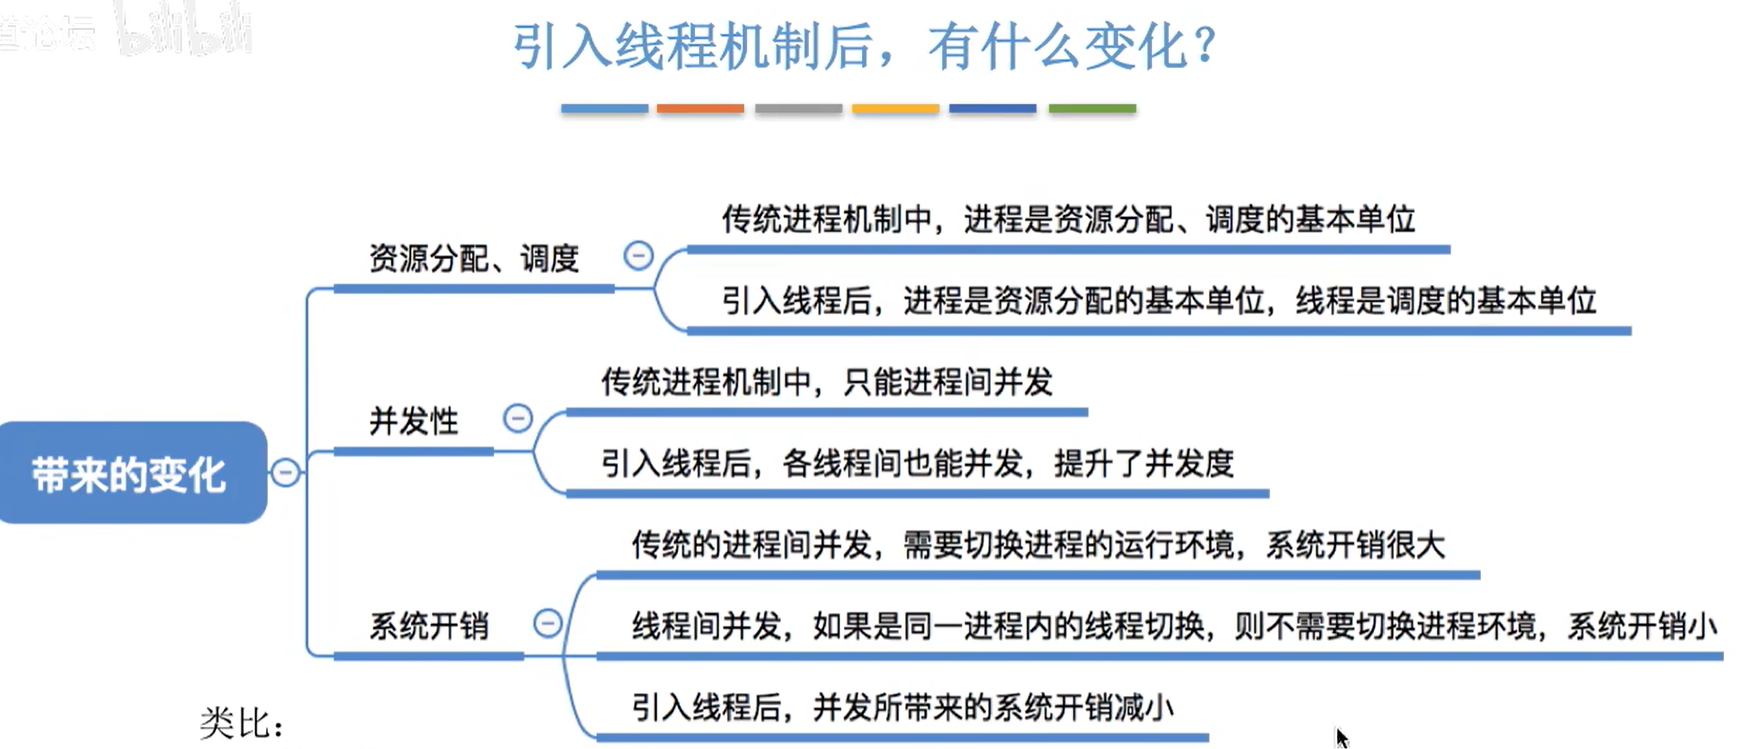 道论坛 bilibili
引入线程机制后，有什么变化？
传统进程机制中，进程是资源分配、调度的基本单位
资源分配、调度
引入线程后，进程是资源分配的基本单位，线程是调度的基本单位
传统进程机制中，只能进程间并发
并发性
引入线程后，各线程间也能并发，提升了并发度
带来的变化
传统的进程间并发，需要切换进程的运行环境，系统开销很大
系统开销
线程间并发，如果是同一进程内的线程切换，则不需要切换进程环境，系统开销小
引入线程后，并发所带来的系统开销减小
类比：